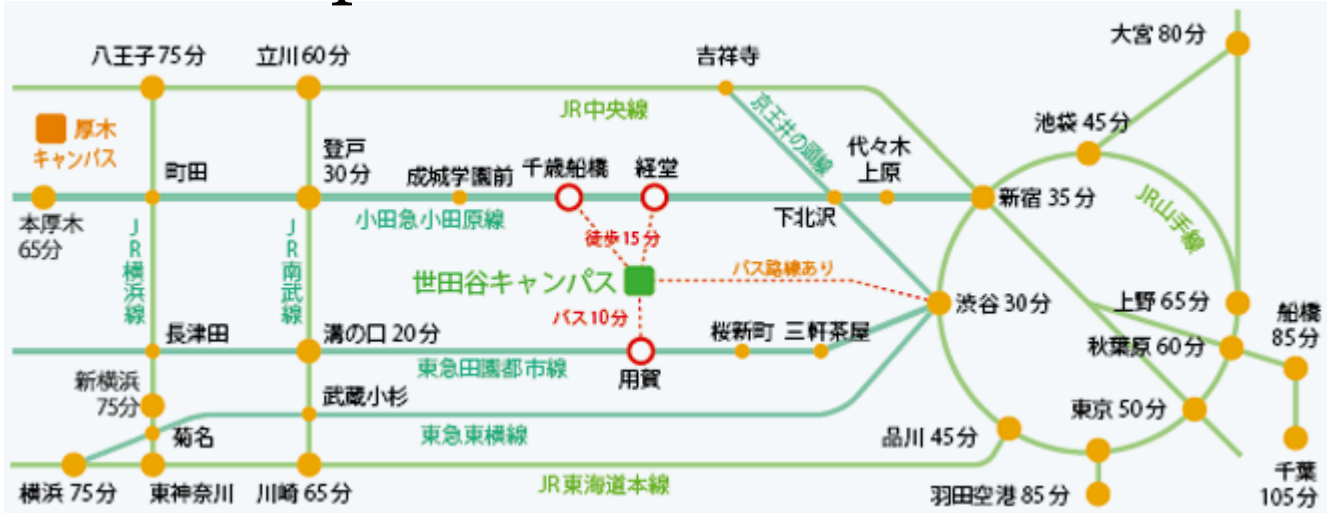 大宮 80分
八王子 75分
立川 60分
吉祥寺
JR中央線
京王井の頭線
池袋 45分
厚木
キャンパス
登戸
30分
代々木
上原
町田
成城学園前
千歳船橋
経堂
新宿 35分
JR山手線
本厚木
65分
小田急小田原線
下北沢
JR横浜線
JR南武線
徒歩15分
世田谷キャンパス
バス路線あり
渋谷 30分
上野 65分
船橋
85分
バス10分
長津田
溝の口 20分
桜新町
三軒茶屋
秋葉原 60分
東急田園都市線
用賀
新横浜
75分
武蔵小杉
東京 50分
菊名
東急東横線
品川 45分
横浜 75分
東神奈川
川崎 65分
JR東海道本線
羽田空港 85分
千葉
105分